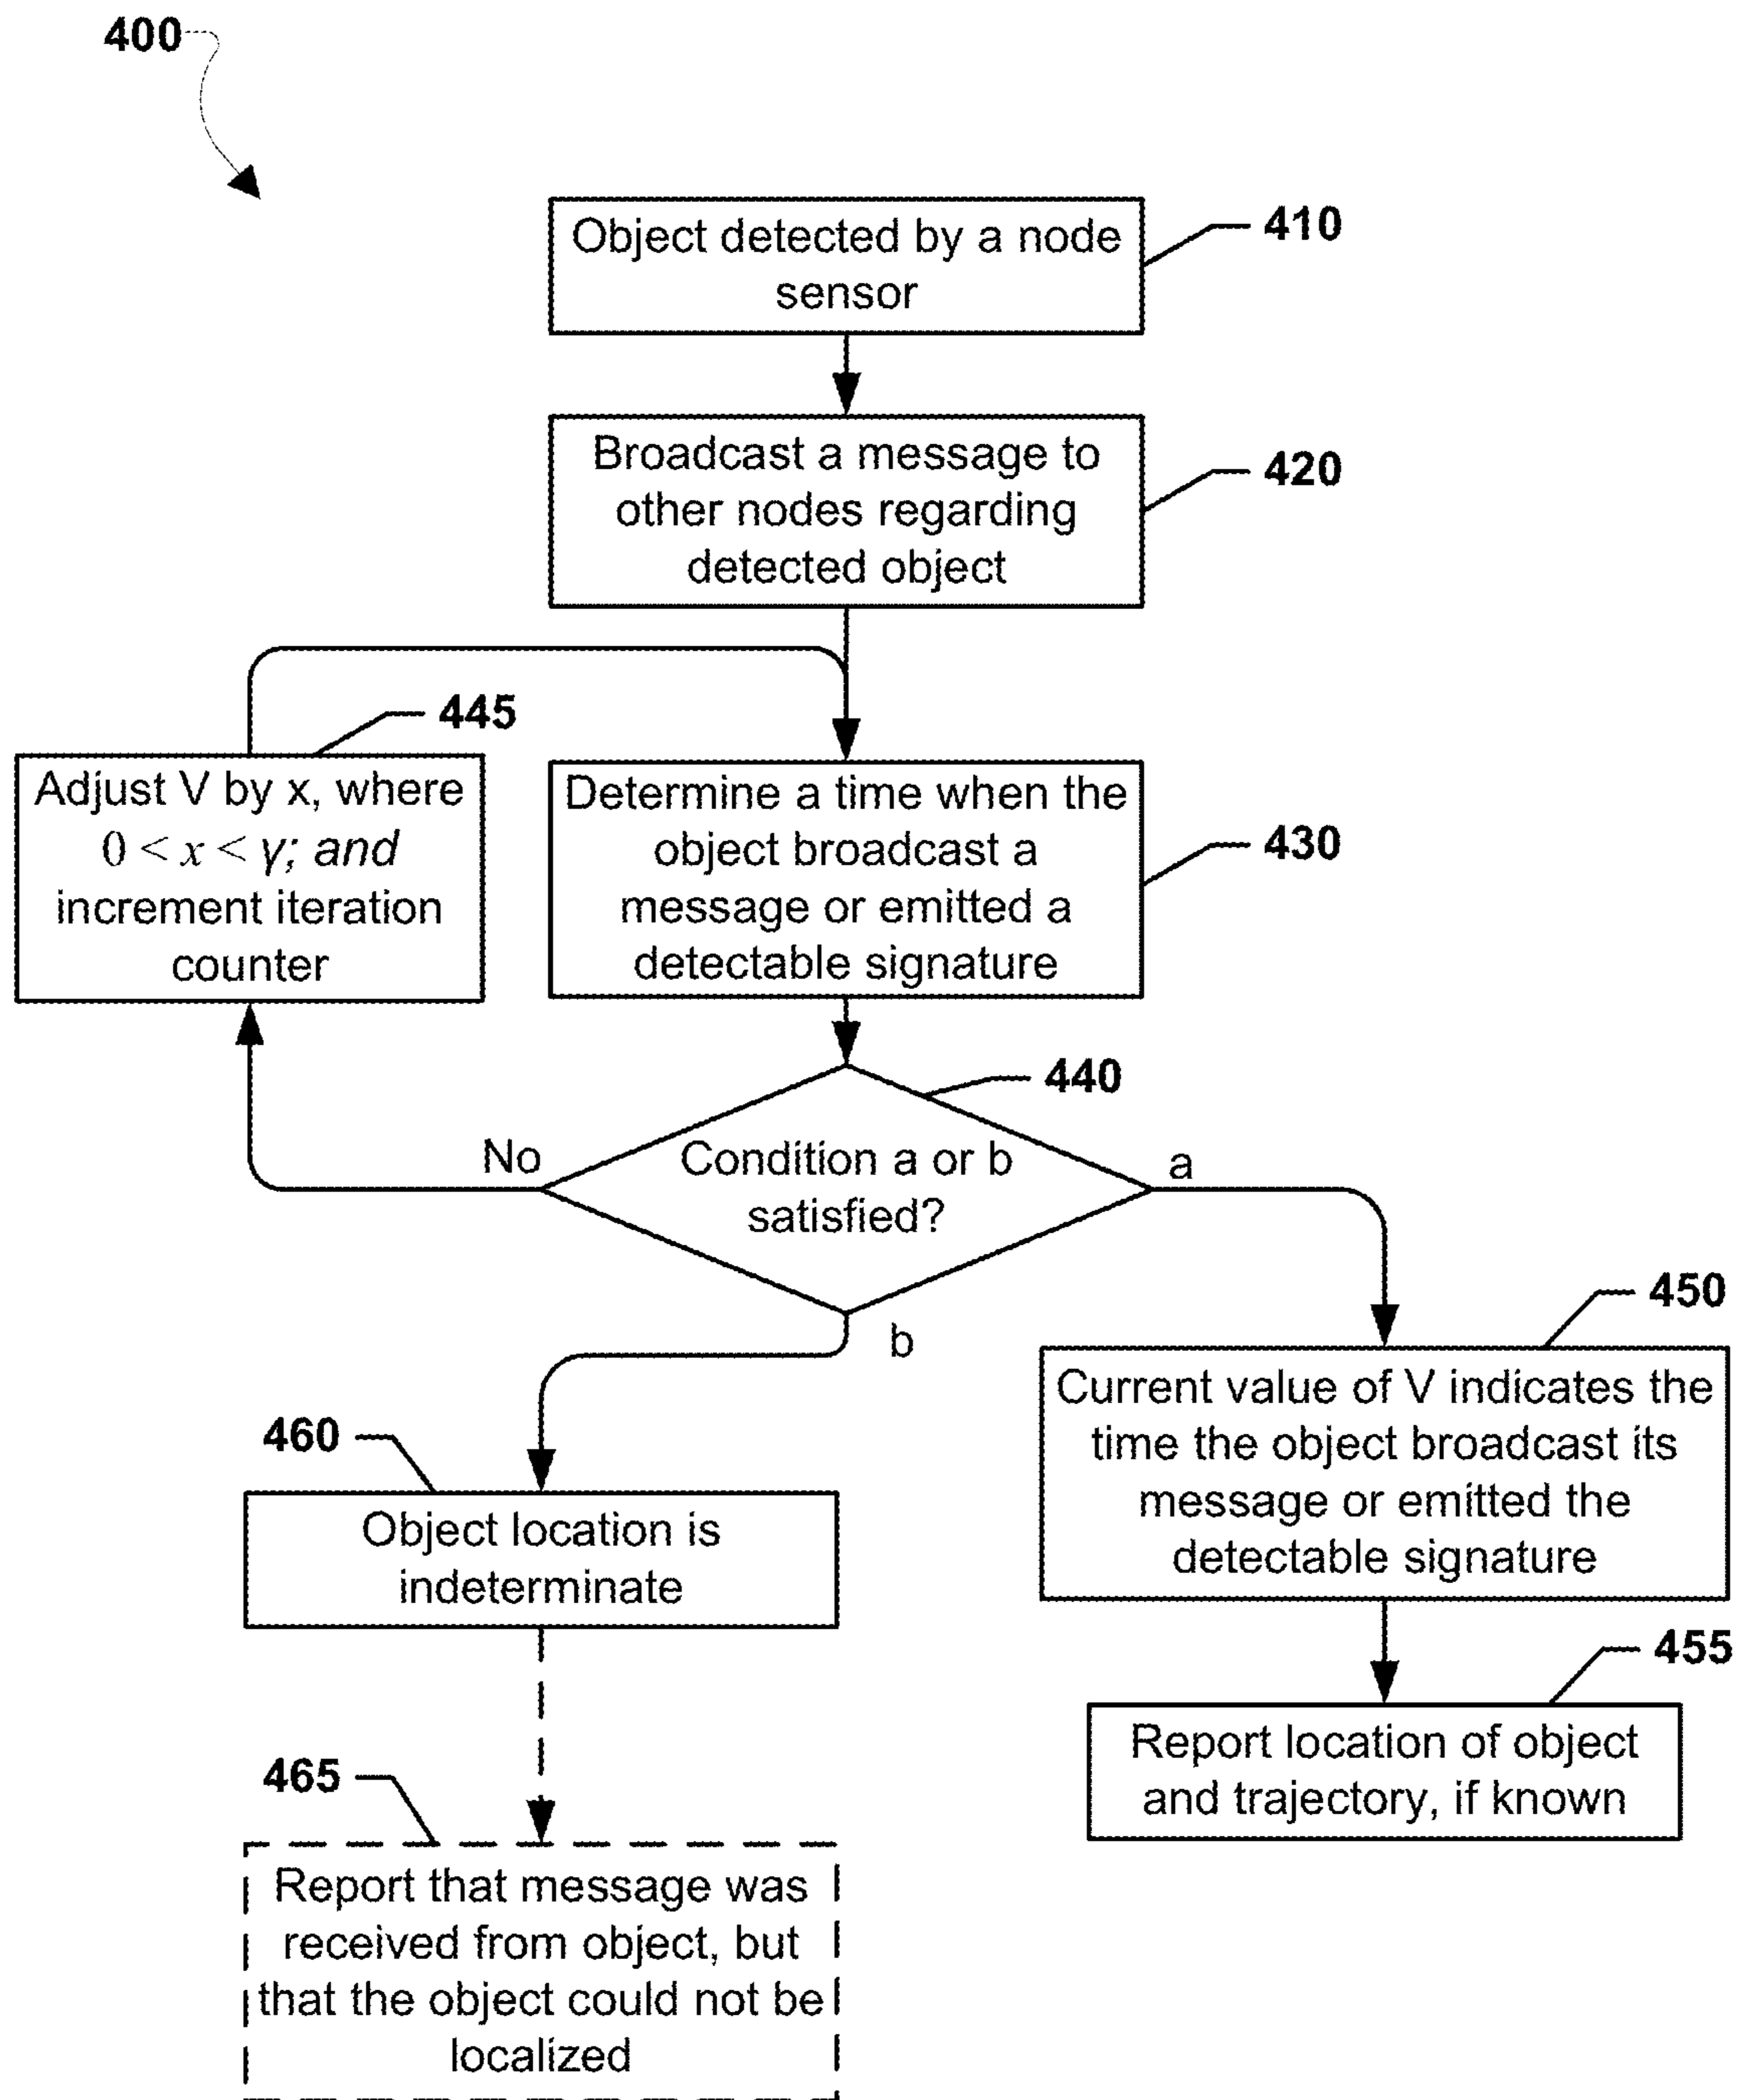 400
Object detected by a node
sensor
410
Broadcast a message to
other nodes regarding
detected object
420
445
Adjust V by x, where
0 < x < γ; and
increment iteration
counter
Determine a time when the
object broadcast a
message or emitted a
detectable signature
430
440
No
Condition a or b
satisfied?
a
b
450
Current value of V indicates the
time the object broadcast its
message or emitted the
detectable signature
460
Object location is
indeterminate
455
Report location of object
and trajectory, if known
465
Report that message was
received from object, but
that the object could not be
localized